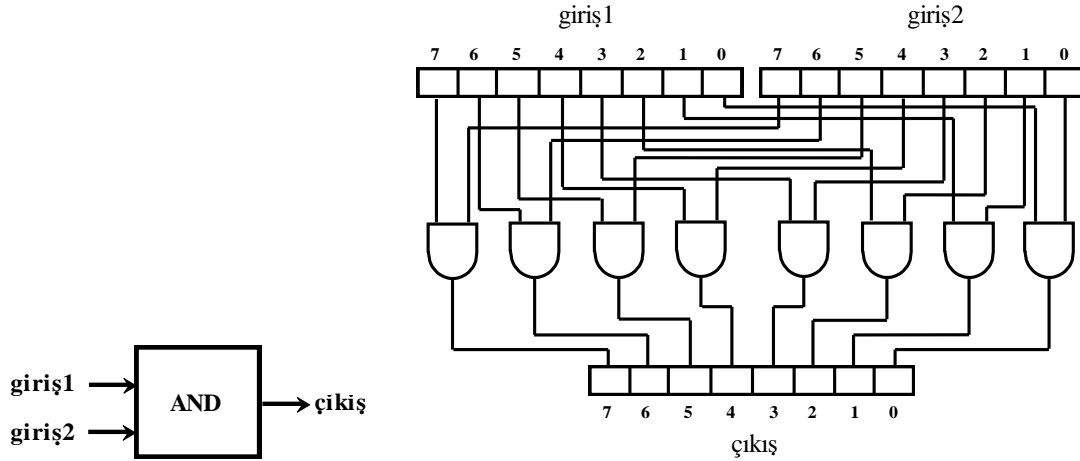 giriş1 giriş2
7 6 5 4 3 2 1 0 7 6 5 4 3 2 1 0
giriş1
giriş2
AND
çikiş
7 6 5 4 3 2 1 0
çıkış